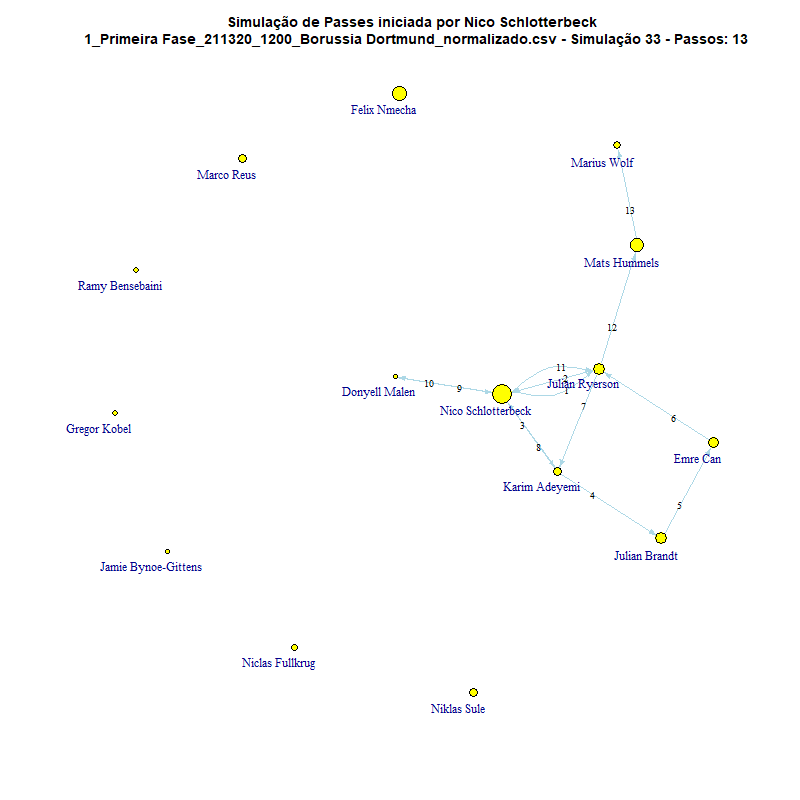 Simulação de Passes iniciada por Nico Schlotterbeck
1_Primeira Fase_211320_1200_Borussia Dortmund_normalizado.csv - Simulação 33 - Passos: 13
Felix Nmecha
Marius Wolf
Marco Reus
13
Mats Hummels
Ramy Bensebaini
12
11
2
Julian Ryerson
10
9
1
Donyell Malen
7
Nico Schlotterbeck
Gregor Kobel
6
3
8
Emre Can
Karim Adeyemi
4
5
Julian Brandt
Jamie Bynoe-Gittens
Niclas Fullkrug
Niklas Sule